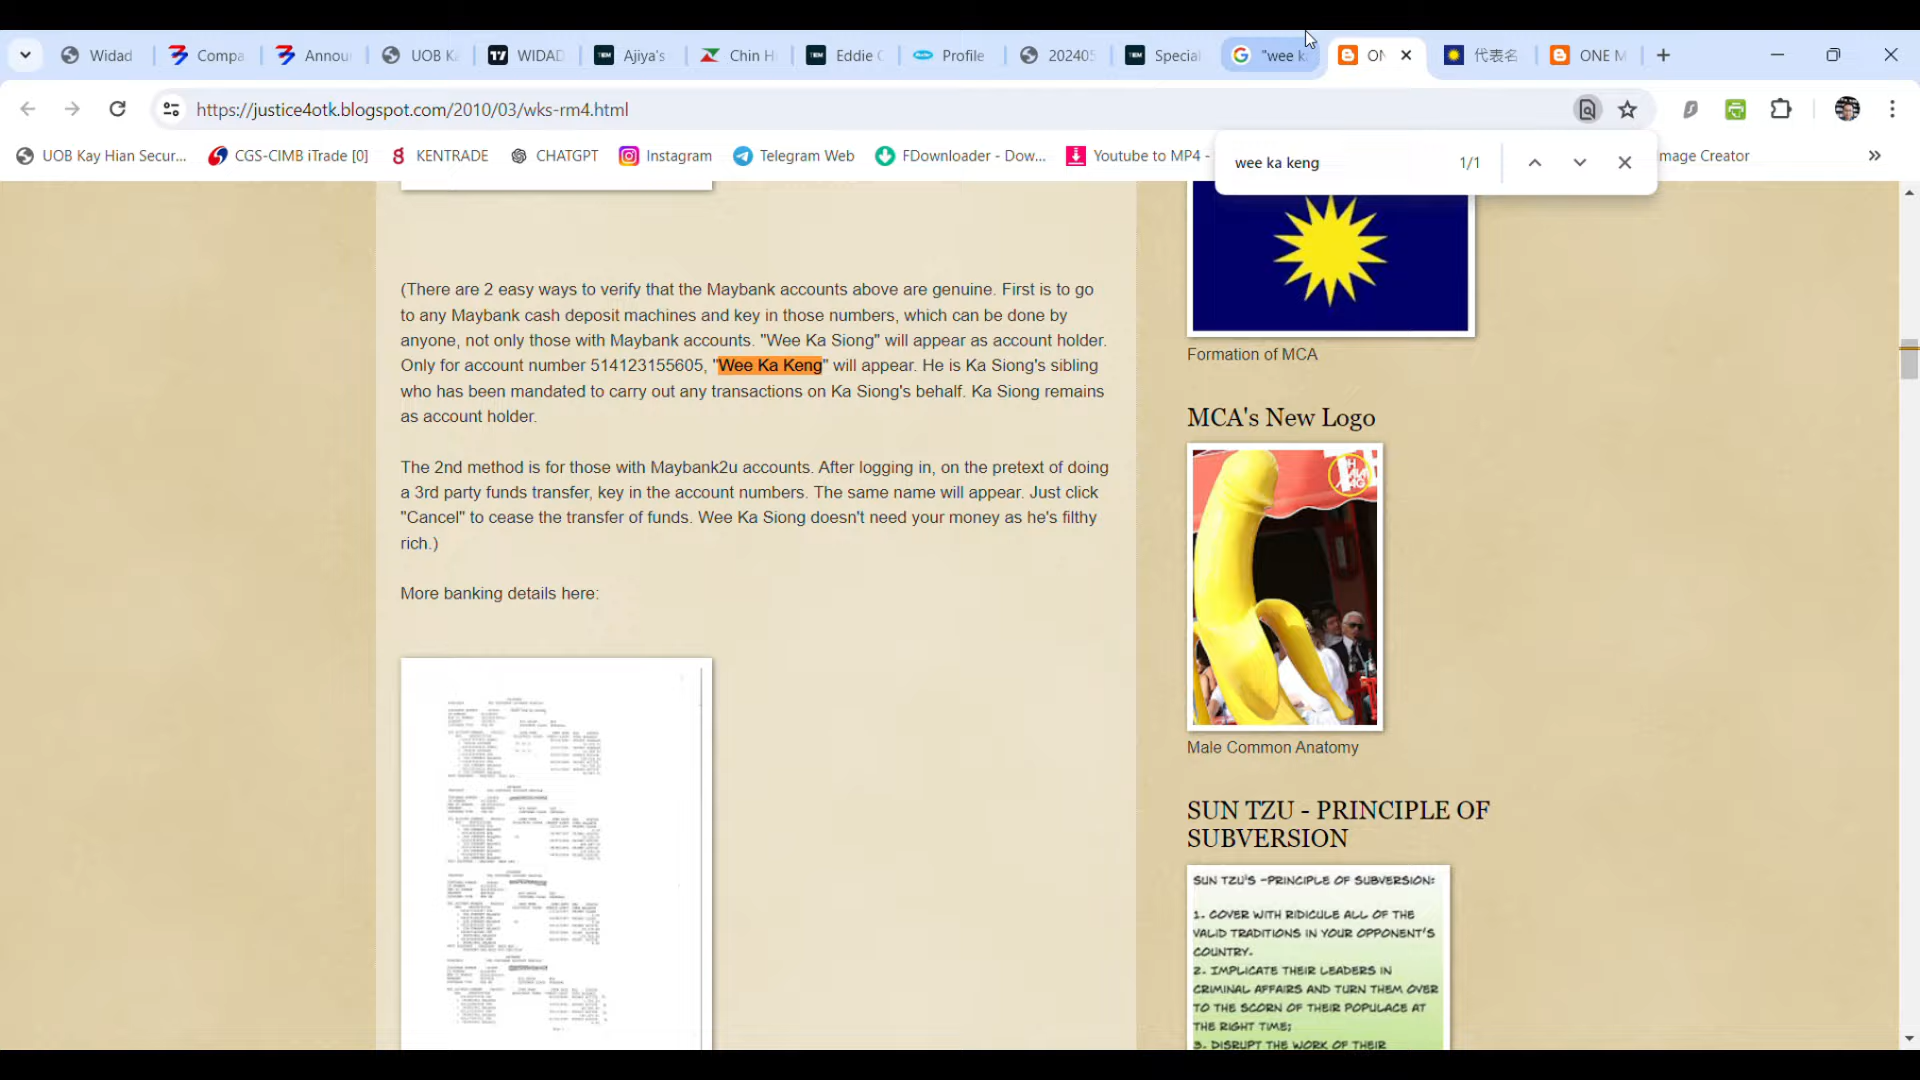 Widad
Compa
Annou
UOB Ka
WIDAD
Ajiya's
Chin H
Eddie C
Profile
202405
Special
"wee ka
ON
代表名
ONE M
https://justice4otk.blogspot.com/2010/03/wks-rm4.html
UOB Kay Hian Secur...
CGS-CIMB iTrade [0]
KENTRADE
CHATGPT
Instagram
Telegram Web
FDownloader - Dow...
Youtube to MP4 -
mage Creator
wee ka keng
1/1
(There are 2 easy ways to verify that the Maybank accounts above are genuine. First is to go
to any Maybank cash deposit machines and key in those numbers, which can be done by
anyone, not only those with Maybank accounts. "Wee Ka Siong" will appear as account holder.
Only for account number 514123155605, "Wee Ka Keng" will appear. He is Ka Siong's sibling
who has been mandated to carry out any transactions on Ka Siong's behalf. Ka Siong remains
as account holder.
The 2nd method is for those with Maybank2u accounts. After logging in, on the pretext of doing
a 3rd party funds transfer, key in the account numbers. The same name will appear. Just click
"Cancel" to cease the transfer of funds. Wee Ka Siong doesn't need your money as he's filthy
rich.)
More banking details here:
Formation of MCA
MCA's New Logo
Male Common Anatomy
SUN TZU - PRINCIPLE OF
SUBVERSION
SUN TZU'S -PRINCIPLE OF SUBVERSION:
1. COVER WITH RIDICULE ALL OF THE
VALID TRADITIONS IN YOUR OPPONENT'S
COUNTRY.
2. IMPLICATE THEIR LEADERS IN
CRIMINAL AFFAIRS AND TURN THEM OVER
TO THE SCORN OF THEIR POPULACE AT
THE RIGHT TIME;
3. DISRUPT THE WORK OF THEIR